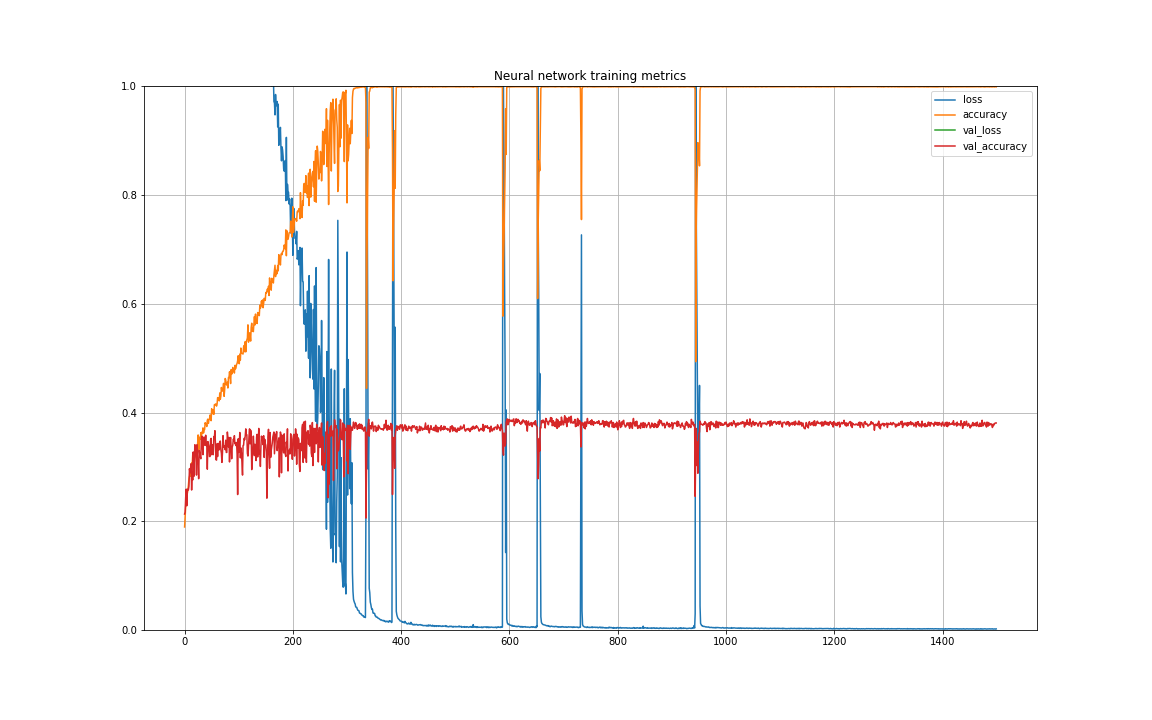 Neural network training metrics
1.0
0.8
0.6
0.4
0.2
0.0
loss
accuracy
val_loss
val_accuracy
0 200 400 600 800 1000 1200 1400